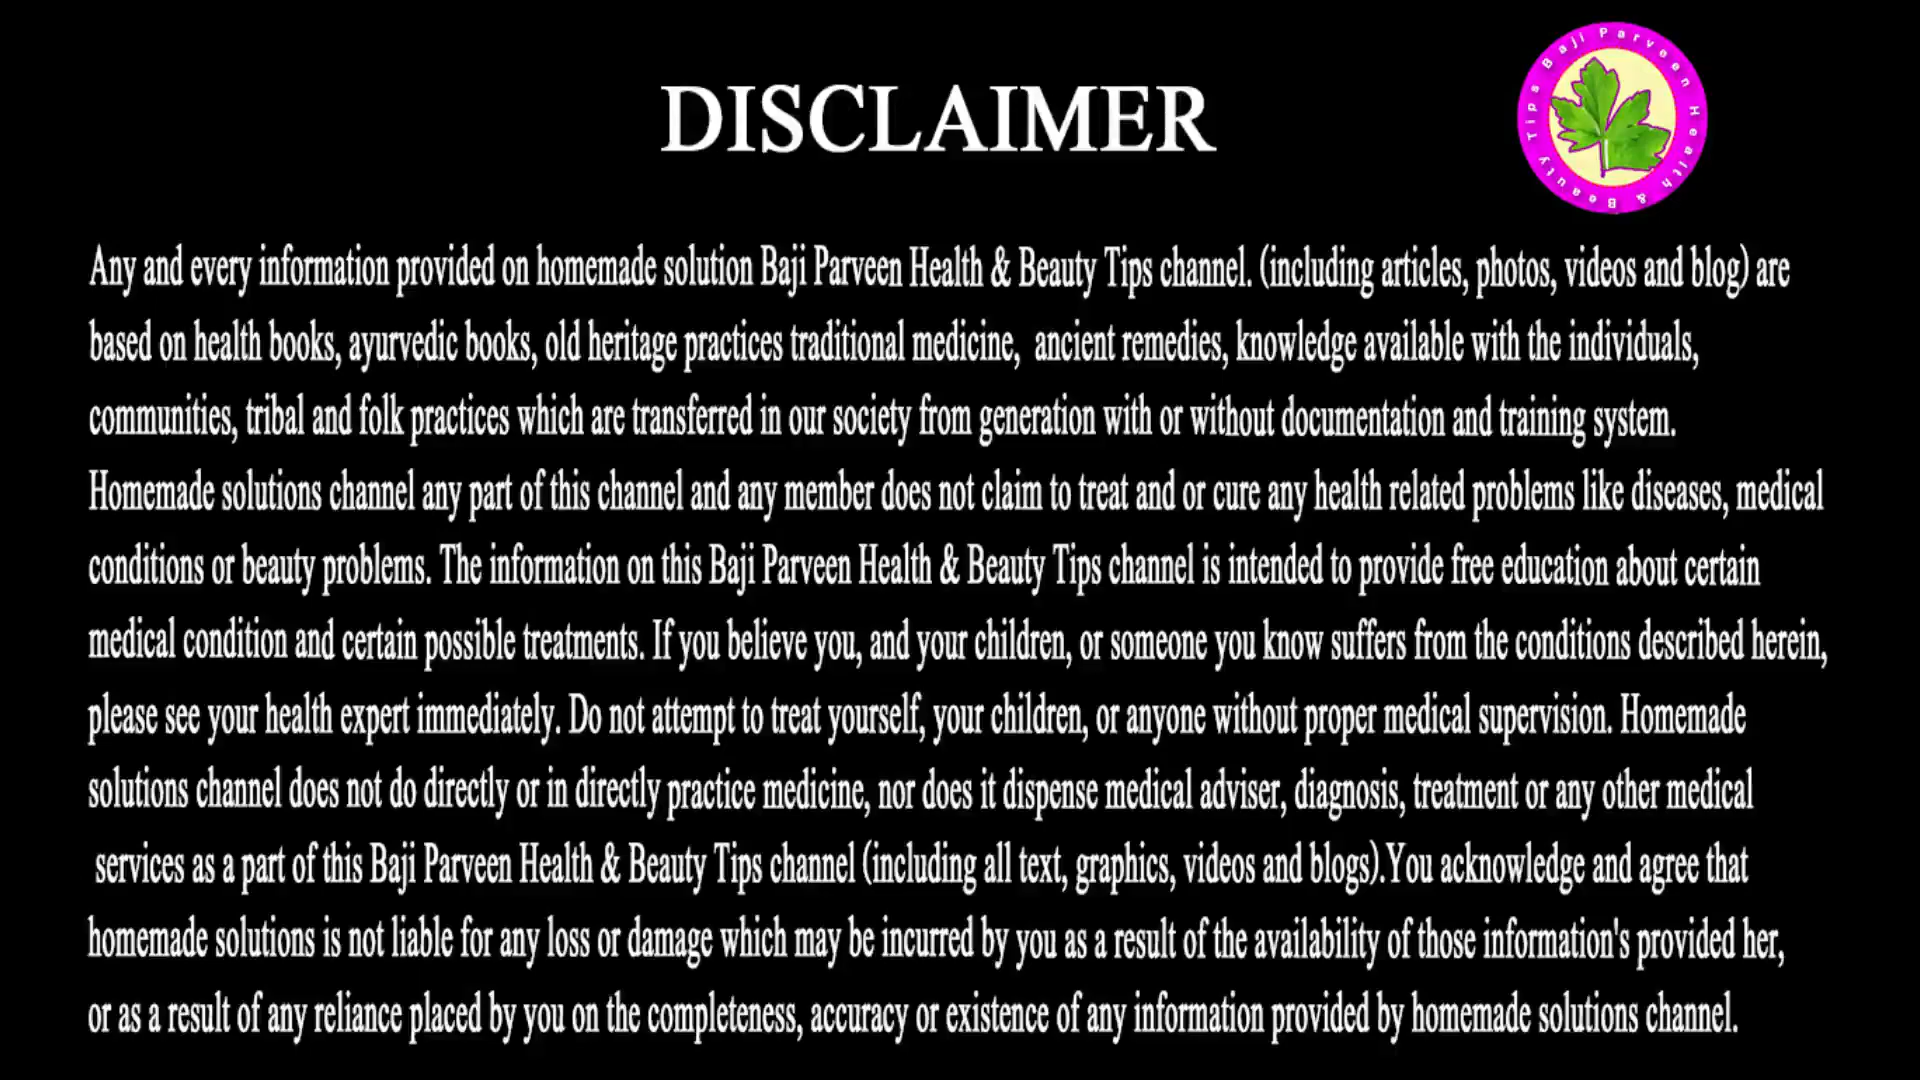 DISCLAIMER
Baji Parveen Health & Beauty Tips
Any and every information provided on homemade solution Baji Parveen Health & Beauty Tips channel. (including articles, photos, videos and blog) are
based on health books, ayurvedic books, old heritage practices traditional medicine, ancient remedies, knowledge available with the individuals,
communities, tribal and folk practices which are transferred in our society from generation with or without documentation and training system.
Homemade solutions channel any part of this channel and any member does not claim to treat and or cure any health related problems like diseases, medical
conditions or beauty problems. The information on this Baji Parveen Health & Beauty Tips channel is intended to provide free education about certain
medical condition and certain possible treatments. If you believe you, and your children, or someone you know suffers from the conditions described herein,
please see your health expert immediately. Do not attempt to treat yourself, your children, or anyone without proper medical supervision. Homemade
solutions channel does not do directly or in directly practice medicine, nor does it dispense medical adviser, diagnosis, treatment or any other medical
services as a part of this Baji Parveen Health & Beauty Tips channel (including all text, graphics, videos and blogs).You acknowledge and agree that
homemade solutions is not liable for any loss or damage which may be incurred by you as a result of the availability of those information's provided her,
or as a result of any reliance placed by you on the completeness, accuracy or existence of any information provided by homemade solutions channel.